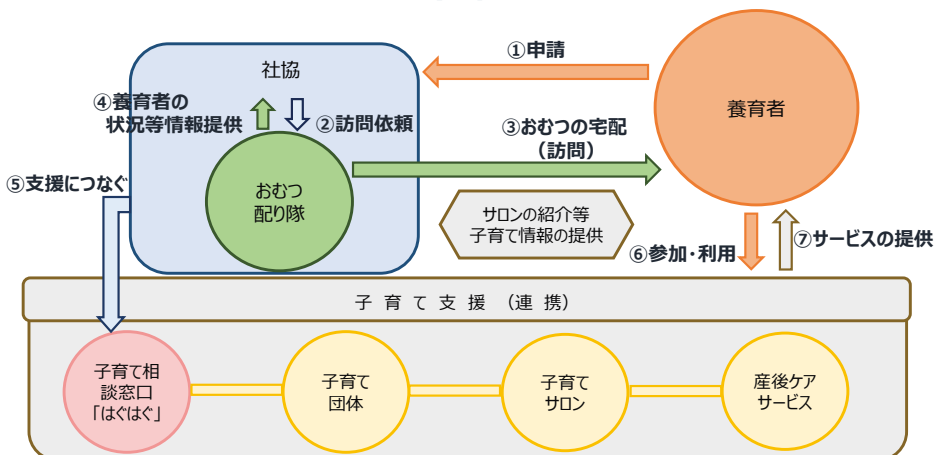 ①申請
社協
養育者
④養育者の
状況等情報提供
②訪問依頼
③おむつの宅配
(訪問)
⑤支援につなぐ
おむつ
配り隊
サロンの紹介等
子育て情報の提供
⑥参加・利用
⑦サービスの提供
子育て支援(連携)
子育て相
談窓口
「はぐはぐ」
子育て
団体
子育て
サロン
産後ケア
サービス